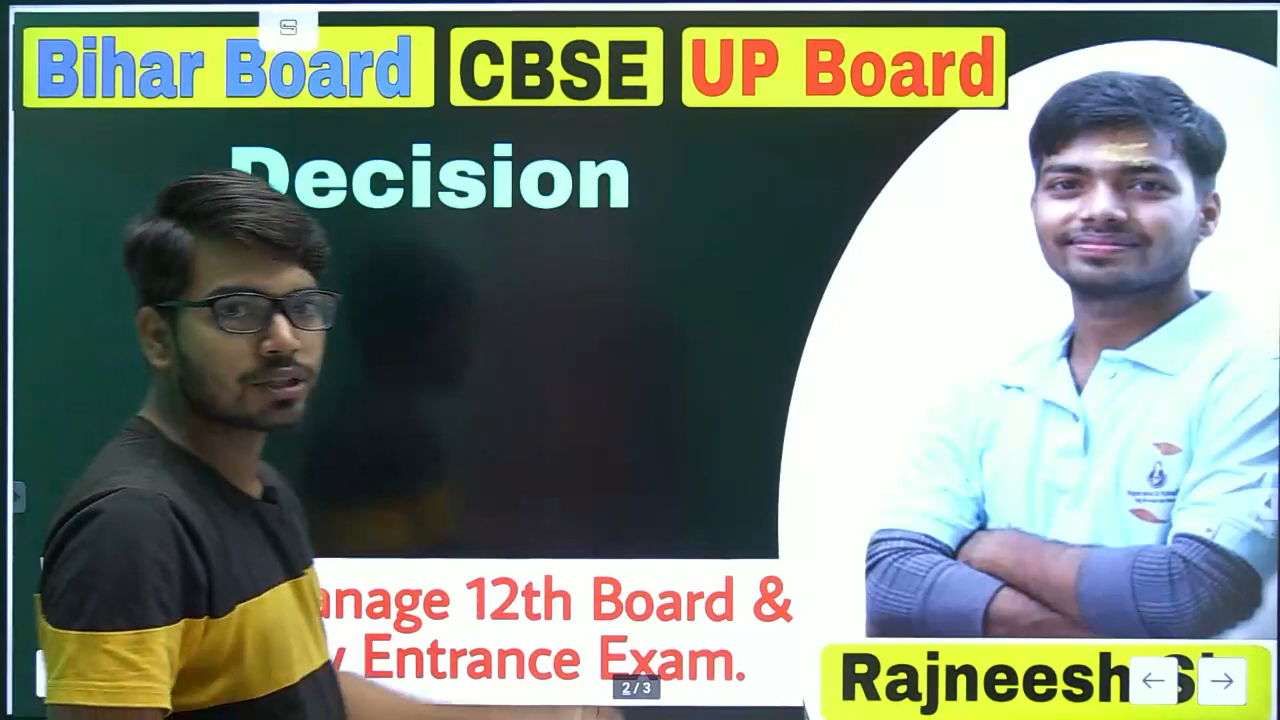 Bihar Board CBSE UP Board
Decision
anage 12th Board &
Entrance Exam.
2/3
Rajneesh